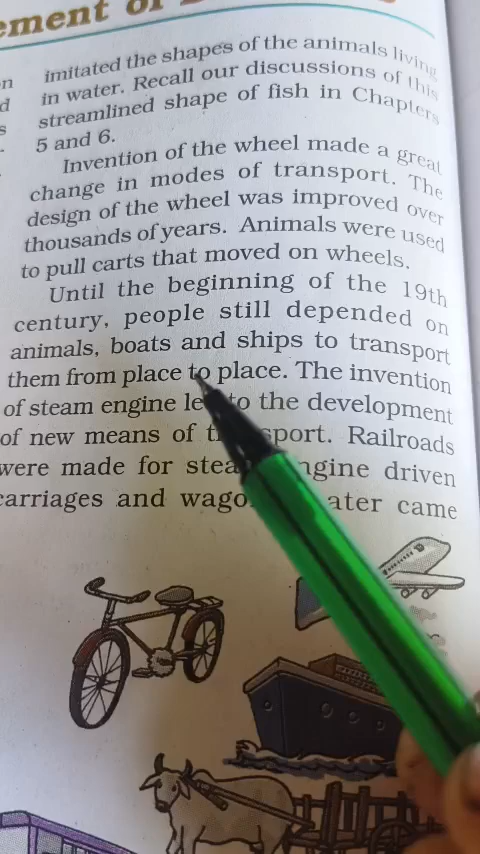 imitated the shapes of the animals living
in water. Recall our discussions of this
streamlined shape of fish in Chapters
5 and 6.
Invention of the wheel made a great
change in modes of transport. The
design of the wheel was improved over
thousands of years. Animals were used
to pull carts that moved on wheels.
Until the beginning of the 19th
century, people still depended on
animals, boats and ships to transport
them from place to place. The invention
of steam engine to the development
of new means of Railroads
were made for driven
carriages and came